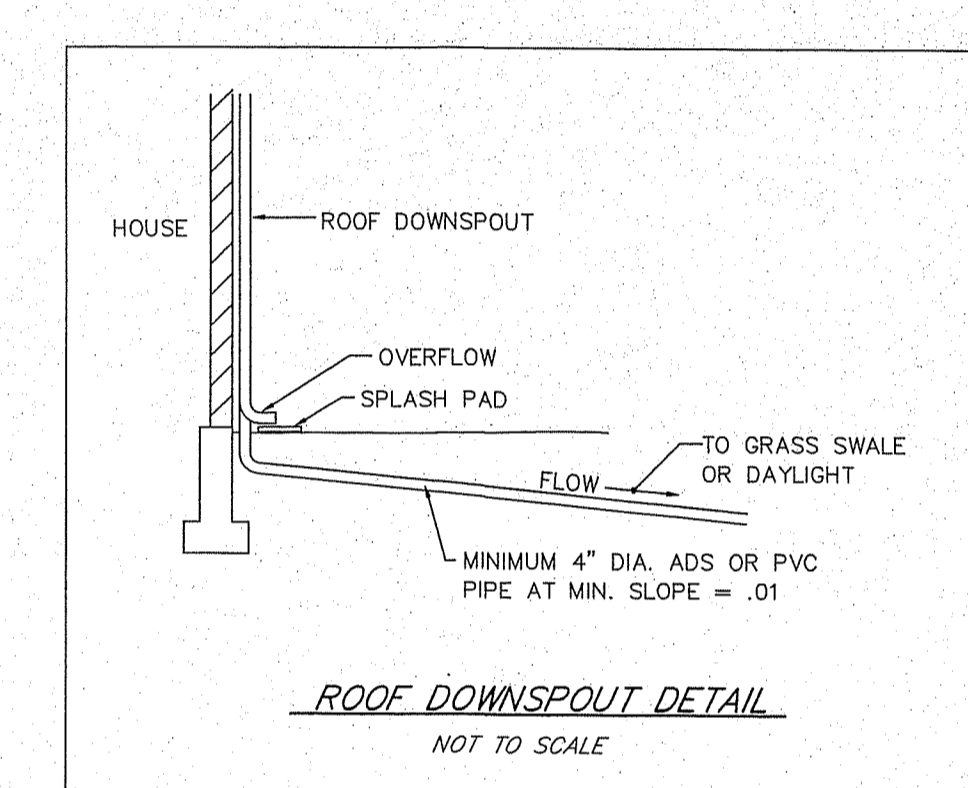 HOUSE
ROOF DOWNSPOUT
OVERFLOW
SPLASH PAD
TO GRASS SWALE
OR DAYLIGHT
FLOW
MINIMUM 4" DIA. ADS OR PVC
PIPE AT MIN. SLOPE = .01
ROOF DOWNSPOUT DETAIL
NOT TO SCALE